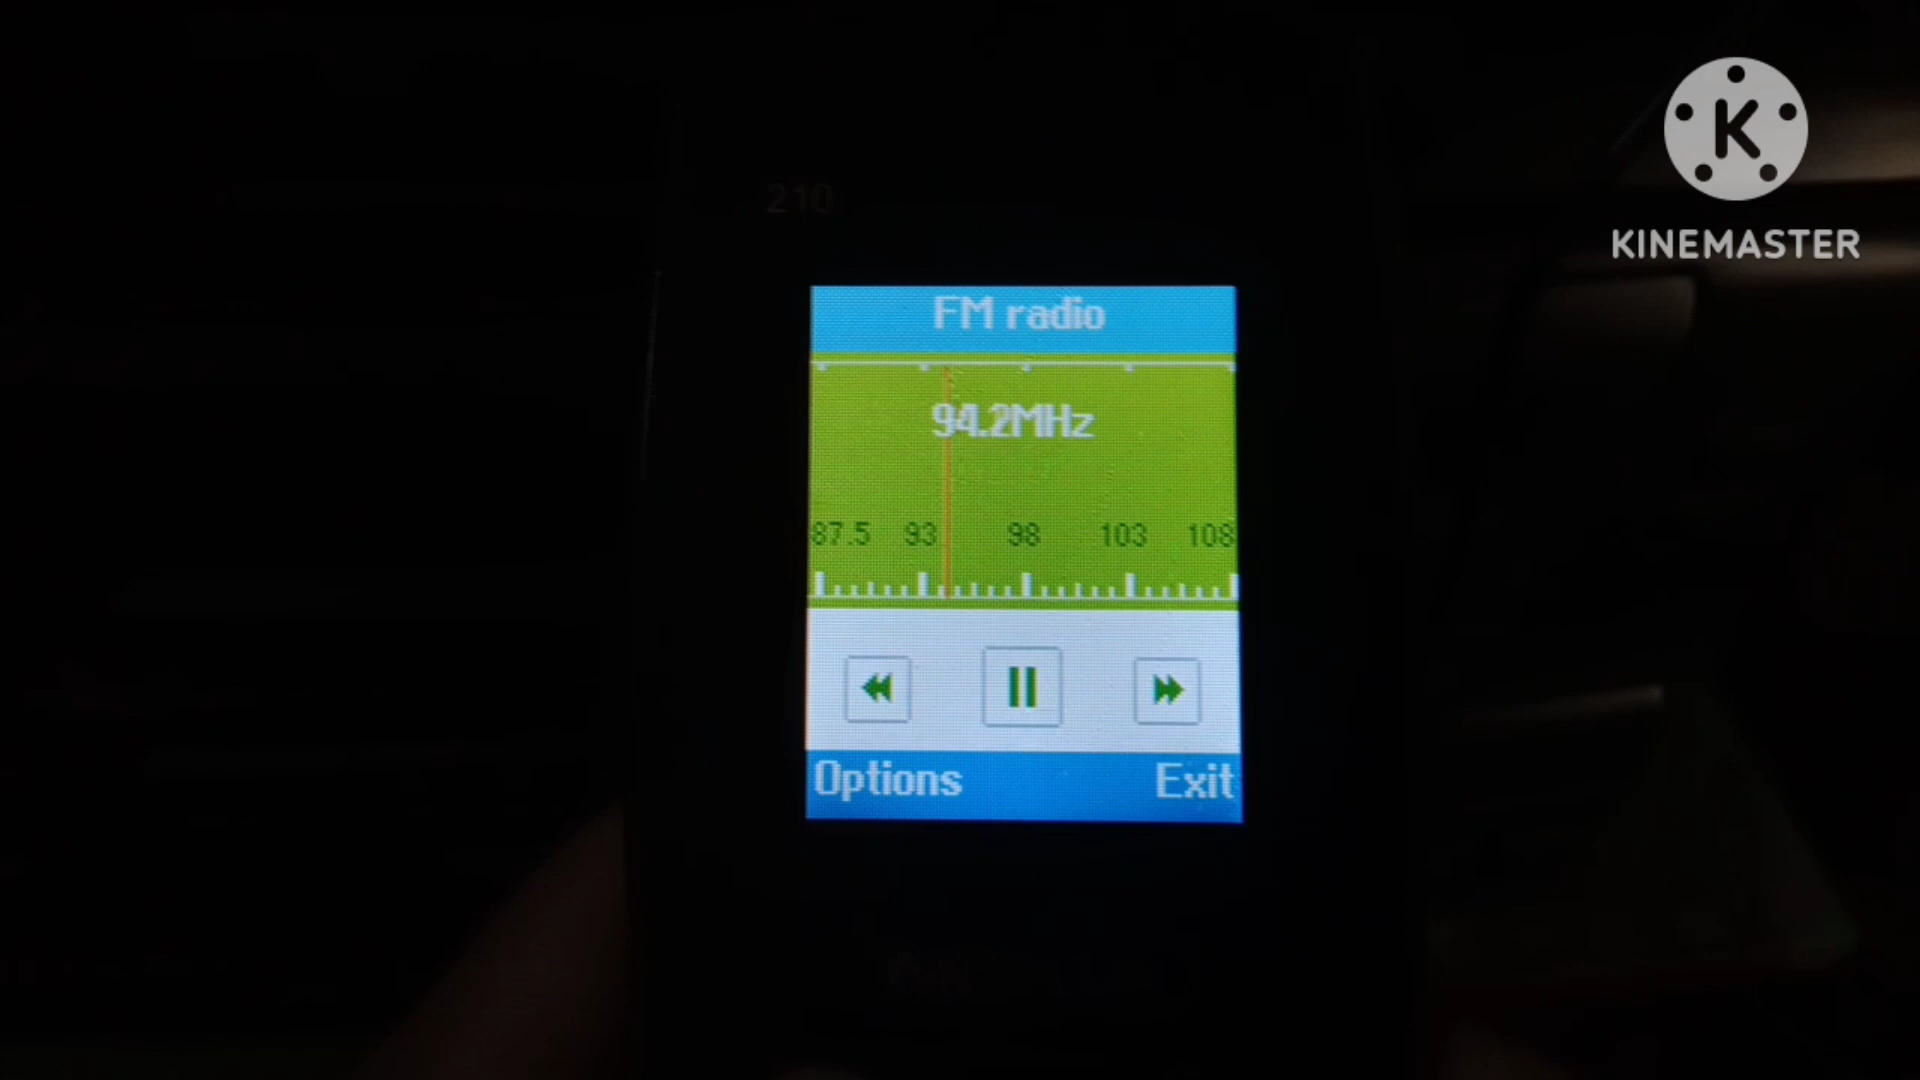 K
KINEMASTER
210
FM radio
94.2MHz
87.5 93 98 103 108
Options Exit